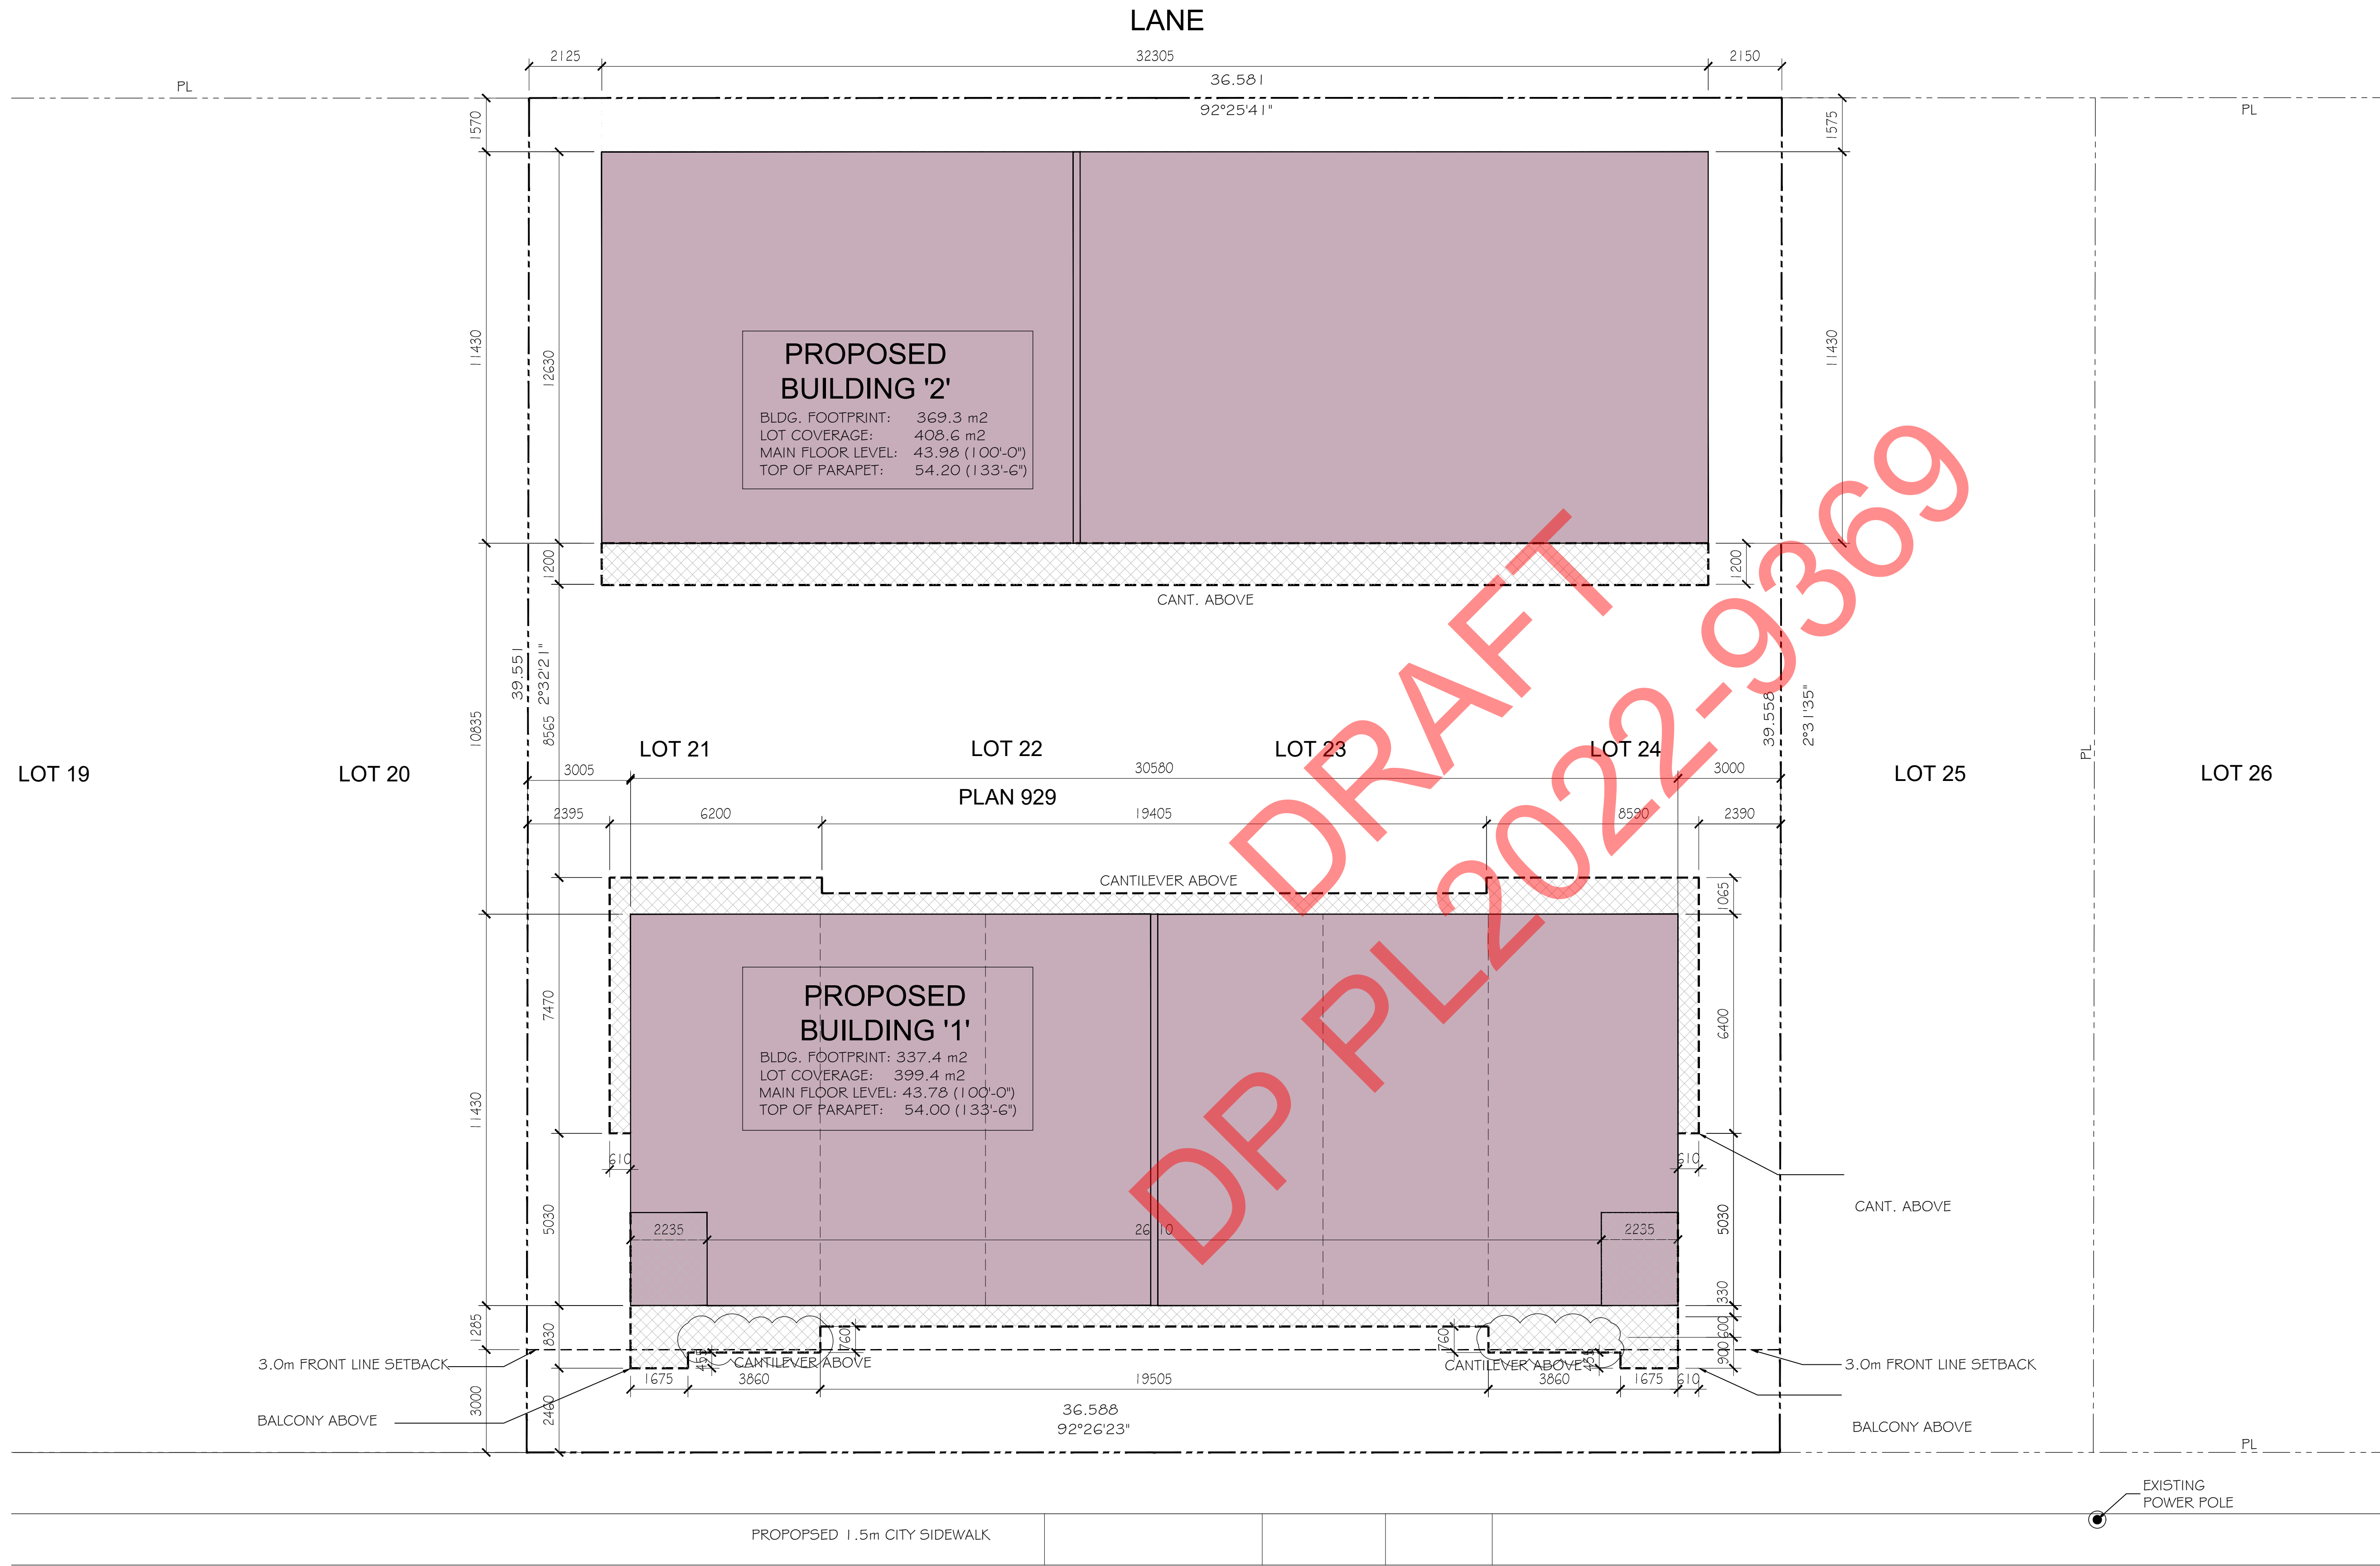 LANE
2125
32305
2150
36.581
92°25'41"
PL
PL
1570
1575
11430
12630
11430
PROPOSED
BUILDING '2'
BLDG. FOOTPRINT: 369.3 m2
LOT COVERAGE: 408.6 m2
MAIN FLOOR LEVEL: 43.98 (100'-0")
TOP OF PARAPET: 54.20 (133'-6")
1200
1200
CANT. ABOVE
39.551
2°32'21"
39.558
2°31'35"
10835
8565
PL
LOT 19
LOT 20
LOT 21
LOT 22
LOT 23
LOT 24
LOT 25
LOT 26
3005
30580
3000
PLAN 929
2395
6200
19405
8590
2390
CANTILEVER ABOVE
1065
7470
6400
11430
PROPOSED
BUILDING '1'
BLDG. FOOTPRINT: 337.4 m2
LOT COVERAGE: 399.4 m2
MAIN FLOOR LEVEL: 43.78 (100'-0")
TOP OF PARAPET: 54.00 (133'-6")
610
610
5030
5030
CANT. ABOVE
2235
2235
330
1285
830
760
760
600
900
455
455
3.0m FRONT LINE SETBACK
CANTILEVER ABOVE
CANTILEVER ABOVE
3.0m FRONT LINE SETBACK
1675
3860
19505
3860
1675
610
3000
2460
BALCONY ABOVE
36.588
92°26'23"
BALCONY ABOVE
PL
EXISTING
POWER POLE
PROPOPSED 1.5m CITY SIDEWALK
DRAFT
DP PL2022-9369